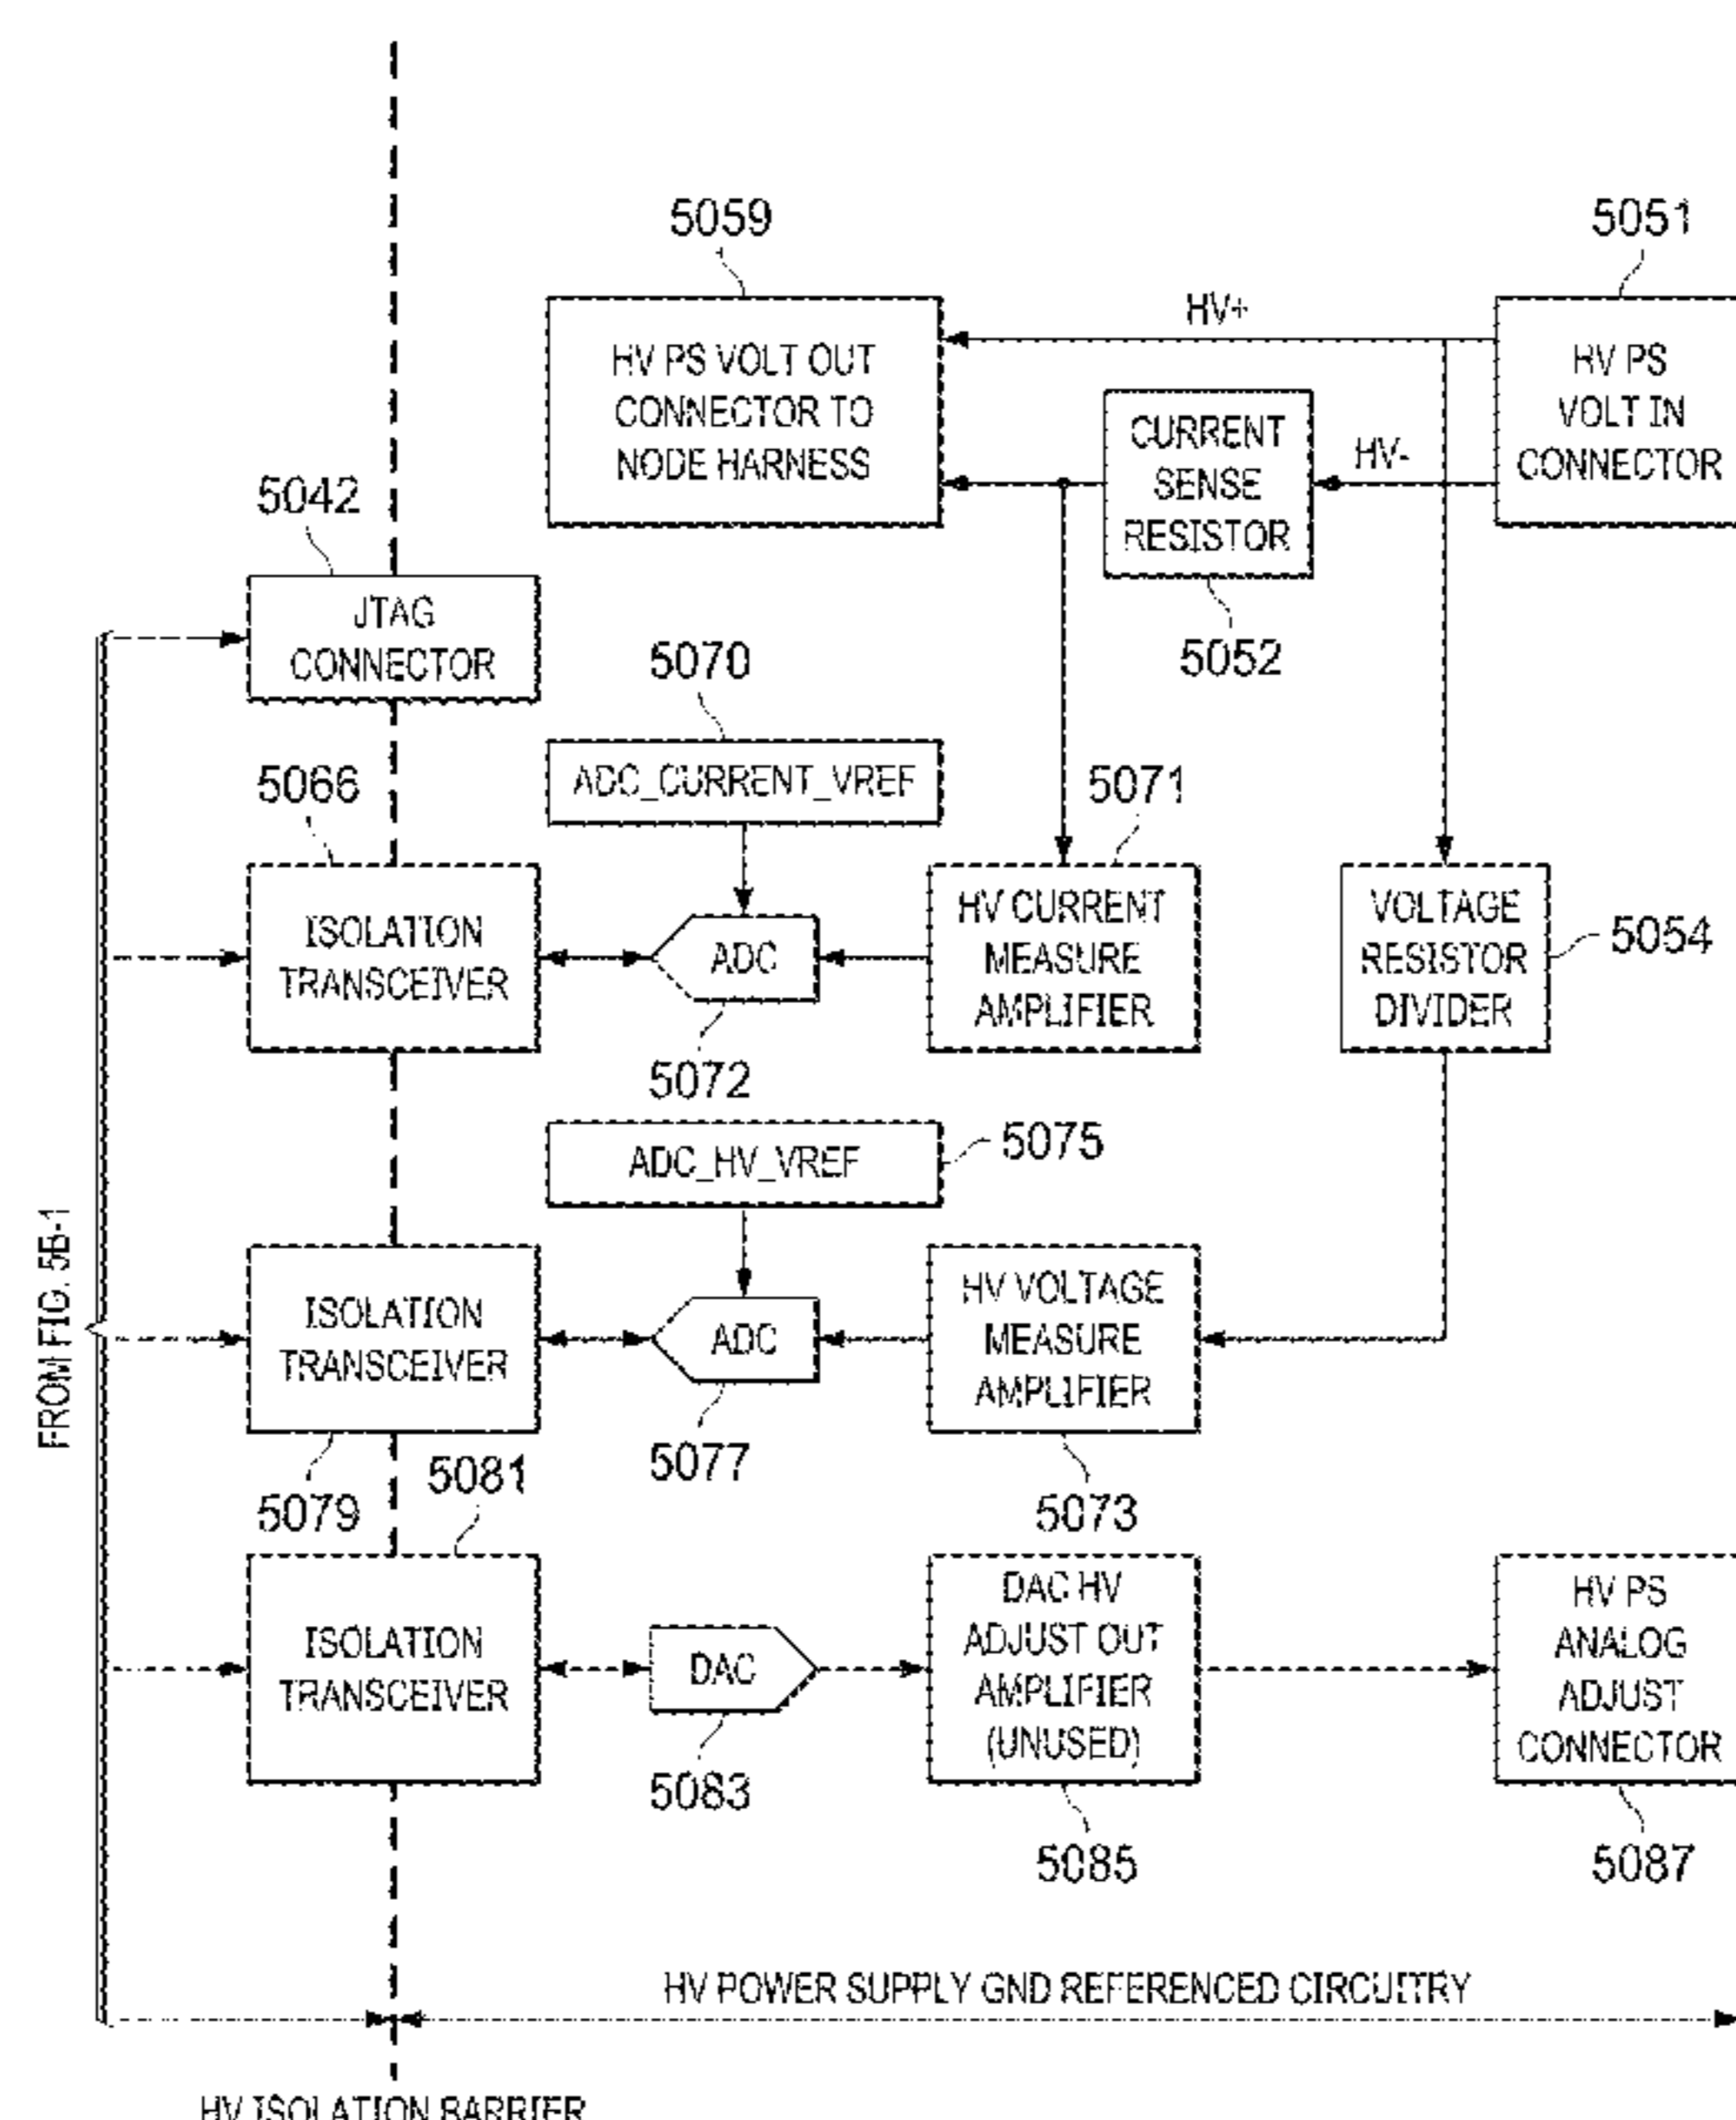 5059
5051
HV+
HV PS VOLT OUT
CONNECTOR TO
NODE HARNESS
HV PS
VOLT IN
CONNECTOR
CURRENT
SENSE
RESISTOR
HV-
5042
JTAG
CONNECTOR
5052
5070
ADC_CURRENT_VREF
5066
5071
ISOLATION
TRANSCEIVER
ADC
HV CURRENT
MEASURE
AMPLIFIER
VOLTAGE
RESISTOR
DIVIDER
5054
5072
ADC_HV_VREF
5075
FROM FIG. 5B-1
ISOLATION
TRANSCEIVER
ADC
HV VOLTAGE
MEASURE
AMPLIFIER
5077
5079
5081
5073
ISOLATION
TRANSCEIVER
DAC
DAC HV
ADJUST OUT
AMPLIFIER
(UNUSED)
HV PS
ANALOG
ADJUST
CONNECTOR
5083
5085
5087
HV POWER SUPPLY GND REFERENCED CIRCUITRY
HV ISOLATION BARRIER